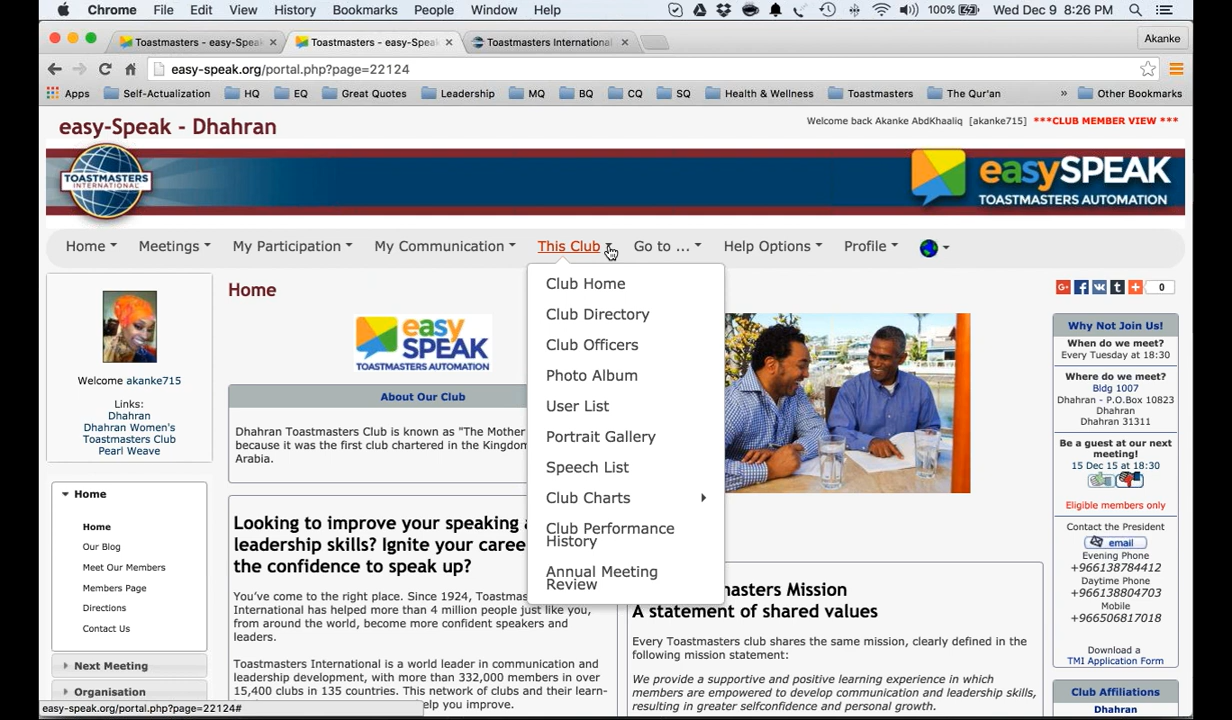 Chrome File Edit View History Bookmarks People Window Help 100% Wed Dec 9 8:26 PM
Toastmasters - easy-Speak Toastmasters - easy-Speak Toastmasters International Akanke
easy-speak.org/portal.php?page=22124
Apps Self-Actualization HQ EQ Great Quotes Leadership MQ BQ CQ SQ Health & Wellness Toastmasters The Qur'an » Other Bookmarks
easy-Speak - Dhahran
Welcome back Akanke AbdKhaaliq [akanke715] ***CLUB MEMBER VIEW ***
TOASTMASTERS
INTERNATIONAL
easySPEAK
TOASTMASTERS AUTOMATION
Home Meetings My Participation My Communication This Club Go to ... Help Options Profile
Club Home
Club Directory
Club Officers
Photo Album
User List
Portrait Gallery
Speech List
Club Charts
Club Performance
History
Annual Meeting
Review
Welcome akanke715
Links:
Dhahran
Dhahran Women's
Toastmasters Club
Pearl Weave
Home
Home
Our Blog
Meet Our Members
Members Page
Directions
Contact Us
Next Meeting
Organisation
easy-speak.org/portal.php?page=22124#
Home
easy
SPEAK
TOASTMASTERS AUTOMATION
About Our Club
Dhahran Toastmasters Club is known as "The Mother
because it was the first club chartered in the Kingdom
Arabia.
Looking to improve your speaking a
leadership skills? Ignite your caree
the confidence to speak up?
You've come to the right place. Since 1924, Toastmas
International has helped more than 4 million people just like you,
from around the world, become more confident speakers and
leaders.
Toastmasters International is a world leader in communication and
leadership development, with more than 332,000 members in over
15,400 clubs in 135 countries. This network of clubs and their learn-
elp you improve.
masters Mission
A statement of shared values
Every Toastmasters club shares the same mission, clearly defined in the
following mission statement:
We provide a supportive and positive learning experience in which
members are empowered to develop communication and leadership skills,
resulting in greater selfconfidence and personal growth.
G+ f t + 0
Why Not Join Us!
When do we meet?
Every Tuesday at 18:30
Where do we meet?
Bldg 1007
Dhahran - P.O.Box 10823
Dhahran
Dhahran 31311
Be a guest at our next
meeting!
15 Dec 15 at 18:30
Eligible members only
Contact the President
email
Evening Phone
+966138784412
Daytime Phone
+966138804703
Mobile
+966506817018
Download a
TMI Application Form
Club Affiliations
Dhahran